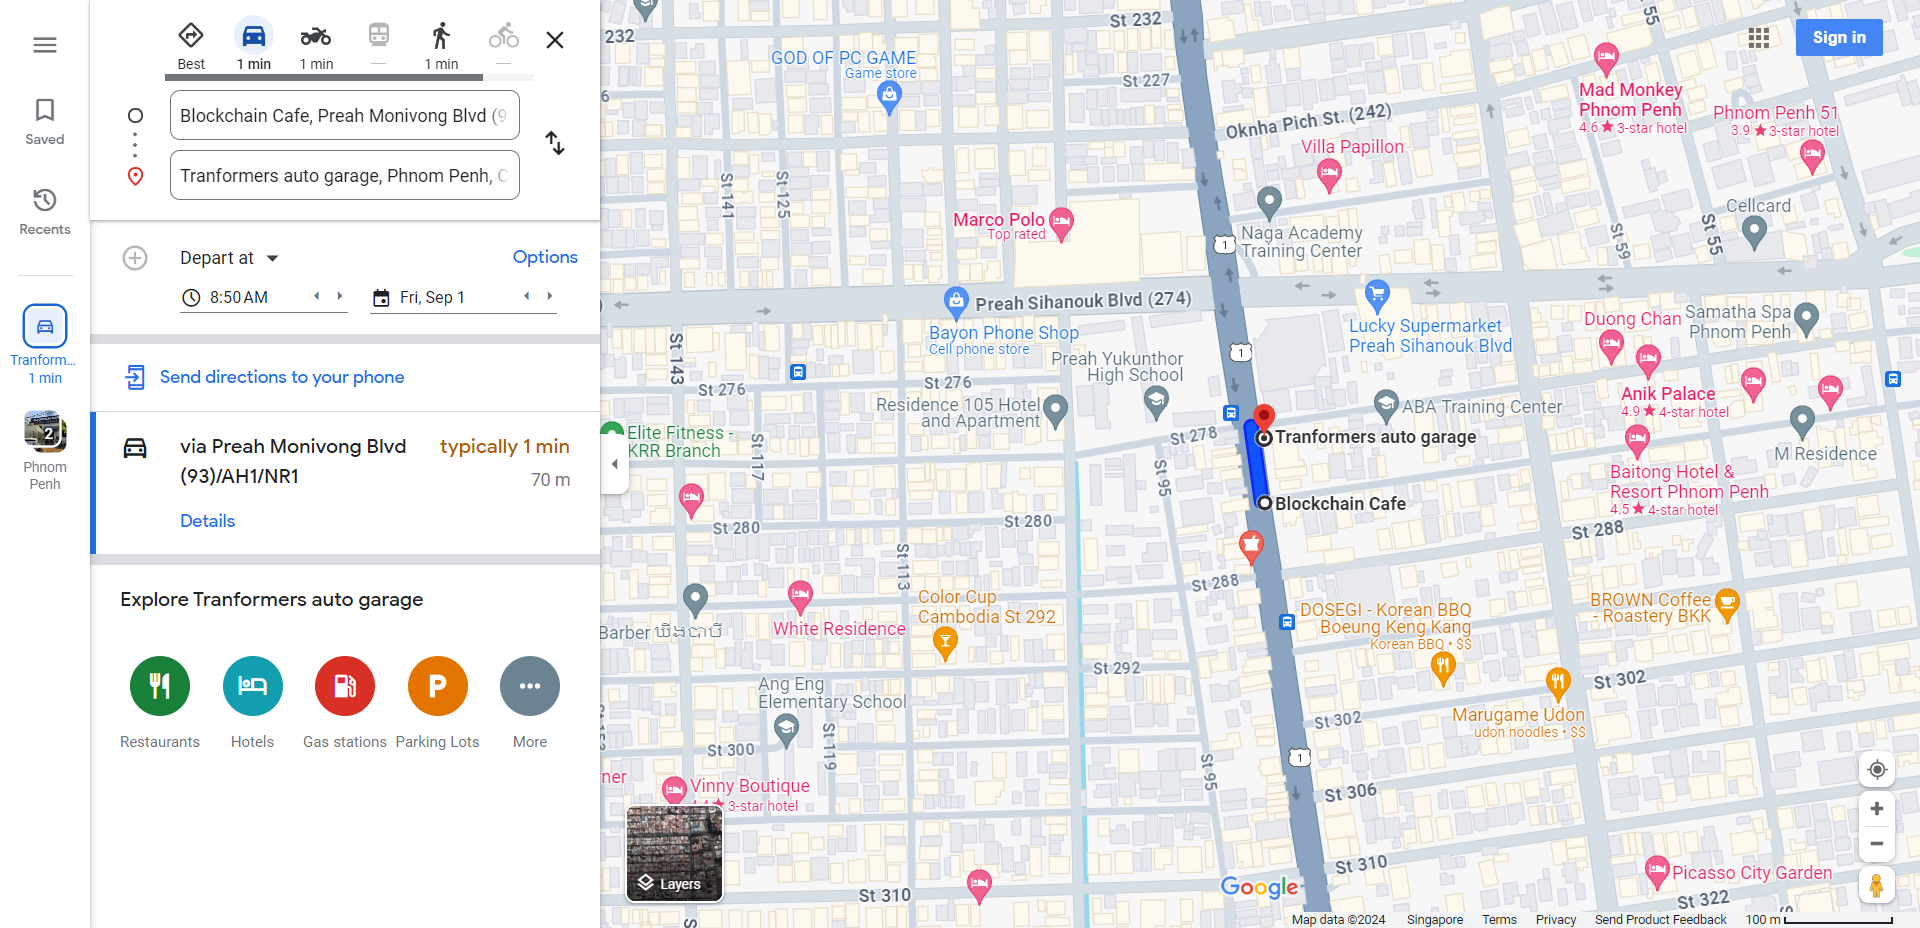 Best
1 min
1 min
—
1 min
—
Saved
Recents
Tranform...
1 min
2
Phnom
Penh
Blockchain Cafe, Preah Monivong Blvd (9
Tranformers auto garage, Phnom Penh, C
Depart at
Options
8:50 AM
Fri, Sep 1
Send directions to your phone
via Preah Monivong Blvd
(93)/AH1/NR1
typically 1 min
70 m
Details
Explore Tranformers auto garage
P
Restaurants
Hotels
Gas stations
Parking Lots
More
Sign in
232
St 232
GOD OF PC GAME
Game store
St 227
Oknha Pich St. (242)
Mad Monkey
Phnom Penh
4.6★ 3-star hotel
Phnom Penh 51
3.9★ 3-star hotel
55
6
Villa Papillon
St 141
St 125
Marco Polo
Top rated
Naga Academy
Training Center
1
Cellcard
St 59
St 55
Preah Sihanouk Blvd (274)
Bayon Phone Shop
Cell phone store
Lucky Supermarket
Preah Sihanouk Blvd
Duong Chan
Samatha Spa
Phnom Penh
St 143
1
Preah Yukunthor
High School
St 276
St 276
Residence 105 Hotel
and Apartment
ABA Training Center
Anik Palace
4.9★ 4-star hotel
Elite Fitness -
KRR Branch
St 117
St 278
Tranformers auto garage
M Residence
St 95
Baitong Hotel &
Resort Phnom Penh
4.5★ 4-star hotel
Blockchain Cafe
St 280
St 280
St 288
St 113
St 288
Color Cup
Cambodia St 292
DOSEGI - Korean BBQ
Boeung Keng Kang
Korean BBQ • $$
BROWN Coffee
- Roastery BKK
Barber ឃីងបាបី
White Residence
St 292
St 302
Ang Eng
Elementary School
Marugame Udon
udon noodles • $$
St 302
St 119
St 300
1
St 95
ner
Vinny Boutique
4.4★ 3-star hotel
St 306
St 310
St 310
Picasso City Garden
St 322
Layers
Google
Map data ©2024
Singapore
Terms
Privacy
Send Product Feedback
100 m